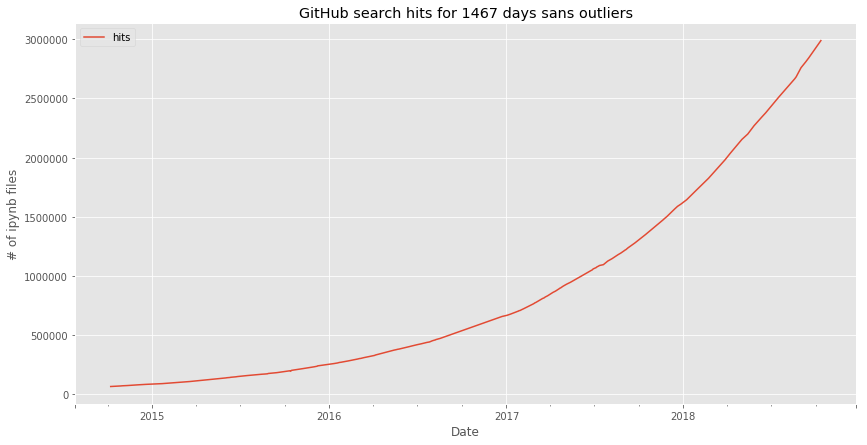 GitHub search hits for 1467 days sans outliers
hits
3000000
2500000
2000000
1500000
1000000
500000
0
# of ipynb files
2015 2016 2017 2018
Date